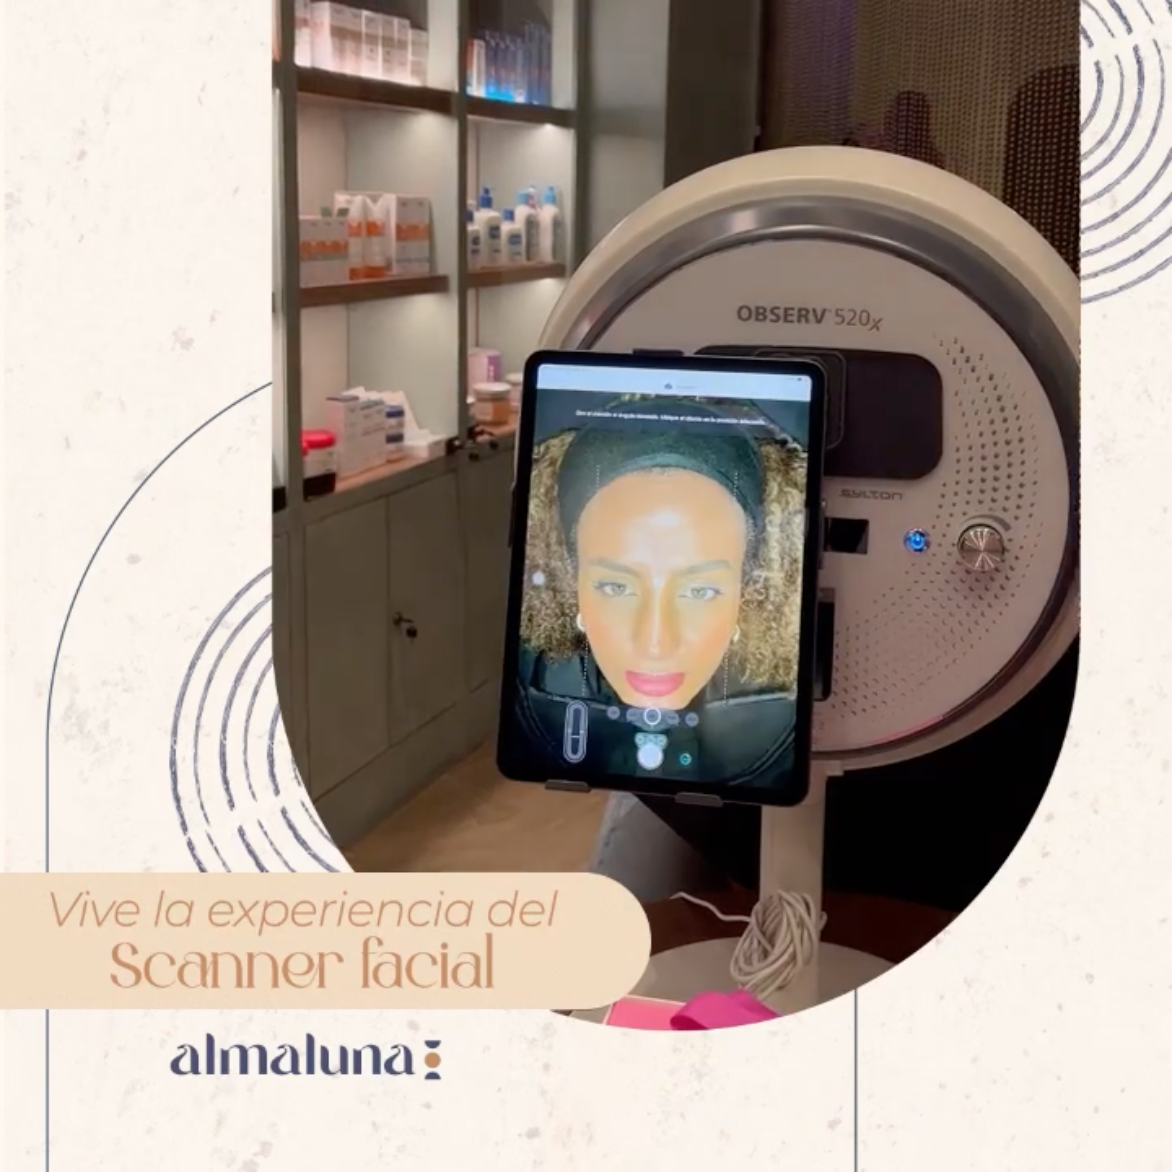 OBSERV 520x
SYLTON
Vive la experiencia del
Scanner facial
almaluna